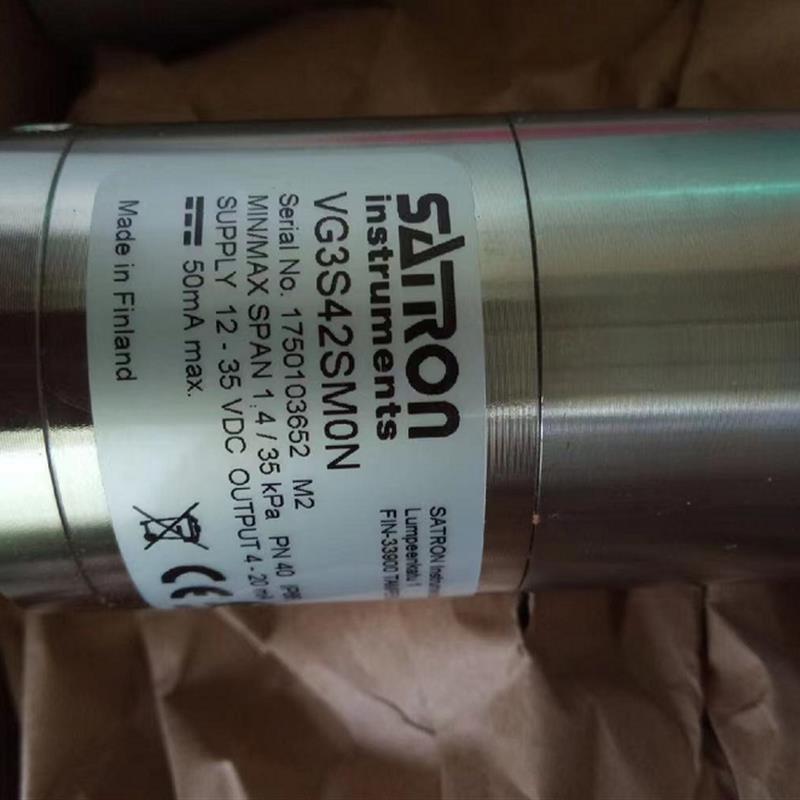 SATRON
instruments
VG3S42SM0N
Serial No. 1750103652 M2
MIN/MAX SPAN 1,4 / 35 kPa PN 40
SUPPLY 12 - 35 VDC OUTPUT 4 - 20
50mA max.
Made in Finland
CE
SATRON
Lumpeenkatu 1
FIN-33900